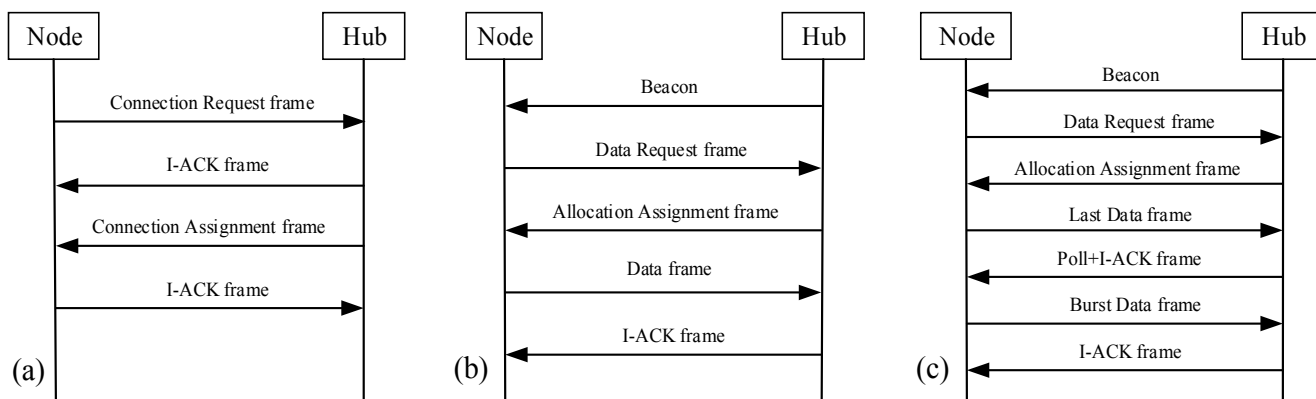 Node
Hub
Connection Request frame
I-ACK frame
Connection Assignment frame
I-ACK frame
(a)
Node
Hub
Beacon
Data Request frame
Allocation Assignment frame
Data frame
I-ACK frame
(b)
Node
Hub
Beacon
Data Request frame
Allocation Assignment frame
Last Data frame
Poll+I-ACK frame
Burst Data frame
I-ACK frame
(c)